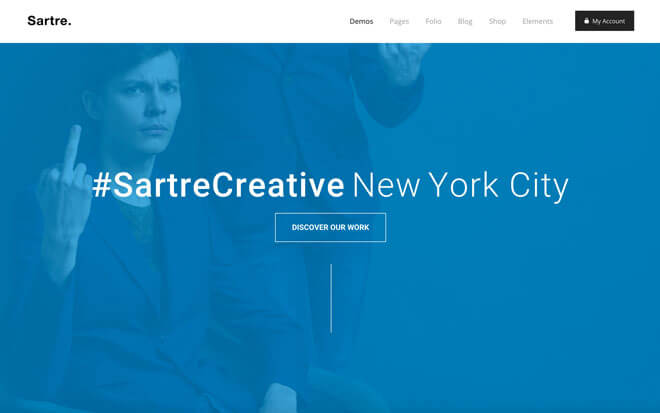 Sartre.
Demos Pages Folio Blog Shop Elements My Account
#SartreCreative New York City
DISCOVER OUR WORK